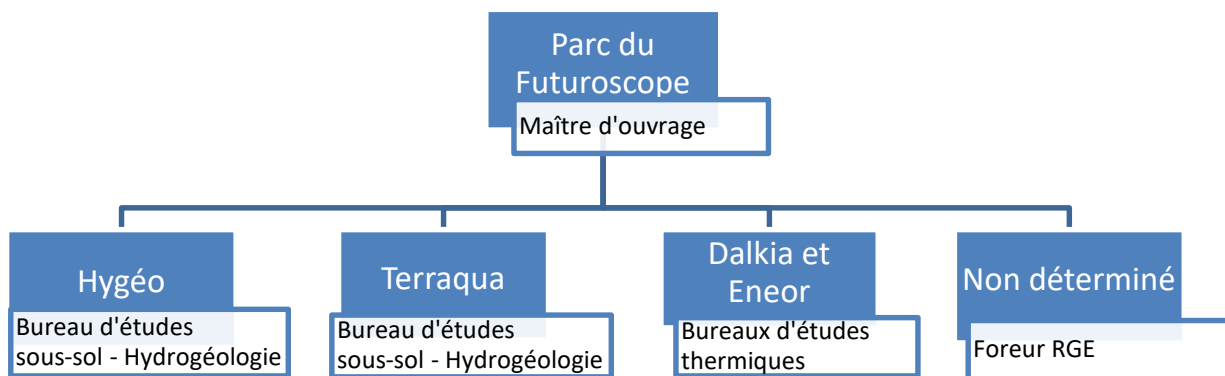 Parc du
Futuroscope
Maître d'ouvrage
Hygéo
Bureau d'études
sous-sol - Hydrogéologie
Terraqua
Bureau d'études
sous-sol - Hydrogéologie
Dalkia et
Eneor
Bureaux d'études
thermiques
Non déterminé
Foreur RGE